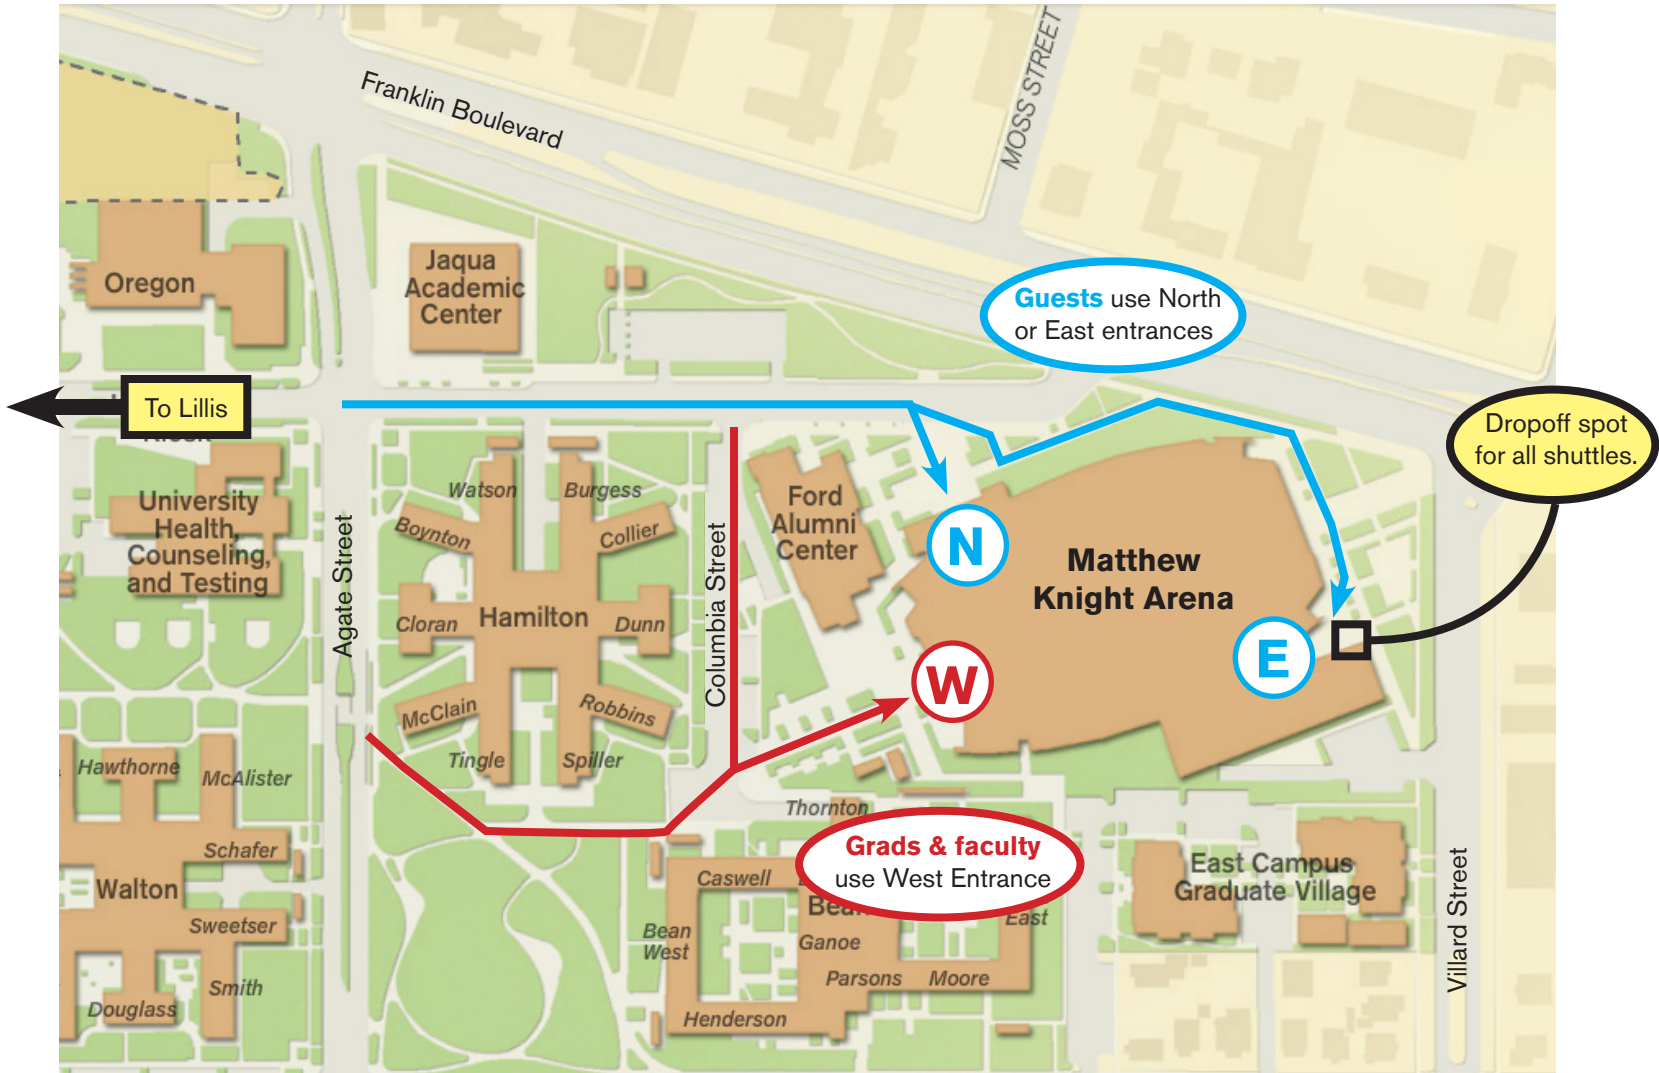 Franklin Boulevard
MOSS STREET
Oregon
Jaqua
Academic
Center
Guests use North
or East entrances
To Lillis
Dropoff spot
for all shuttles.
University
Health,
Counseling,
and Testing
Agate Street
Watson
Burgess
Boynton
Collier
Cloran
Hamilton
Dunn
McClain
Robbins
Tingle
Spiller
Columbia Street
Ford
Alumni
Center
N
Matthew
Knight Arena
W
E
Hawthorne
McAlister
Schafer
Walton
Sweetser
Smith
Douglass
Thornton
Grads & faculty
use West Entrance
Caswell
East
Bean
West
Ganoe
Parsons
Moore
Henderson
East Campus
Graduate Village
Villard Street